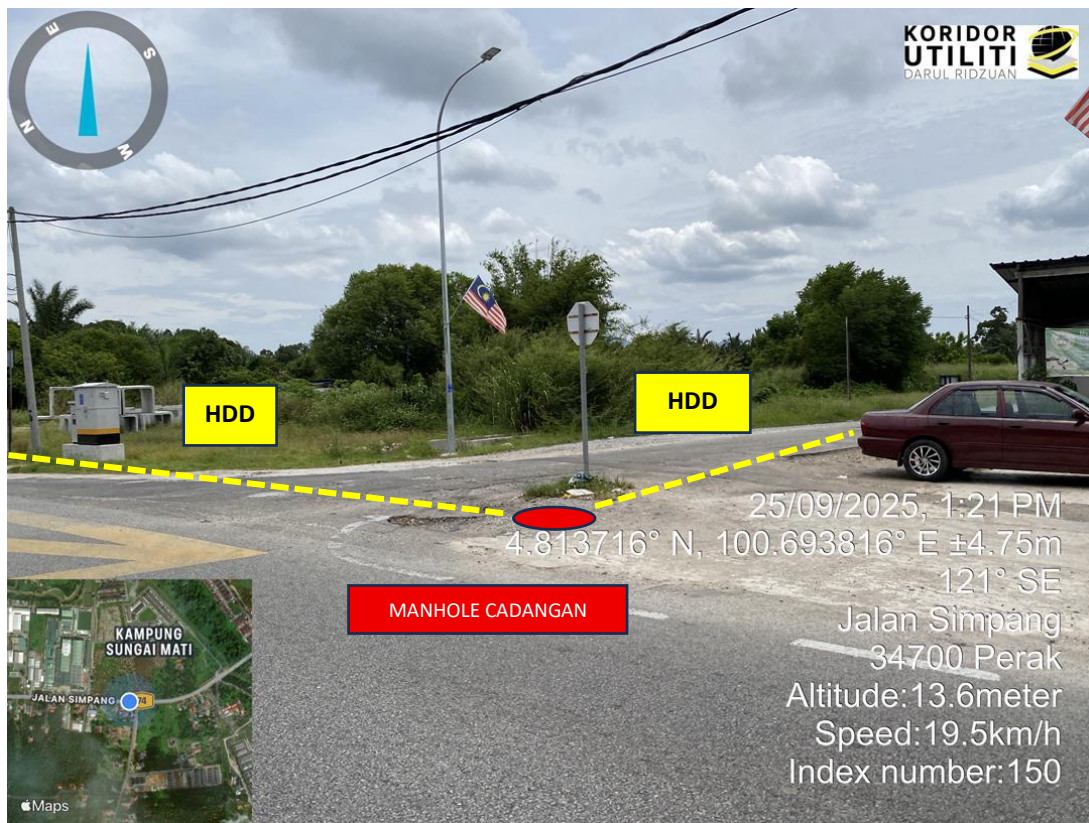 E
S
N
W
KORIDOR
UTILITI
DARUL RIDZUAN
HDD
HDD
25/09/2025, 1:21 PM
4.813716° N, 100.693816° E ±4.75m
121° SE
Jalan Simpang
34700 Perak
Altitude:13.6meter
Speed:19.5km/h
Index number:150
MANHOLE CADANGAN
KAMPUNG
SUNGAI MATI
JALAN SIMPANG
74
Maps